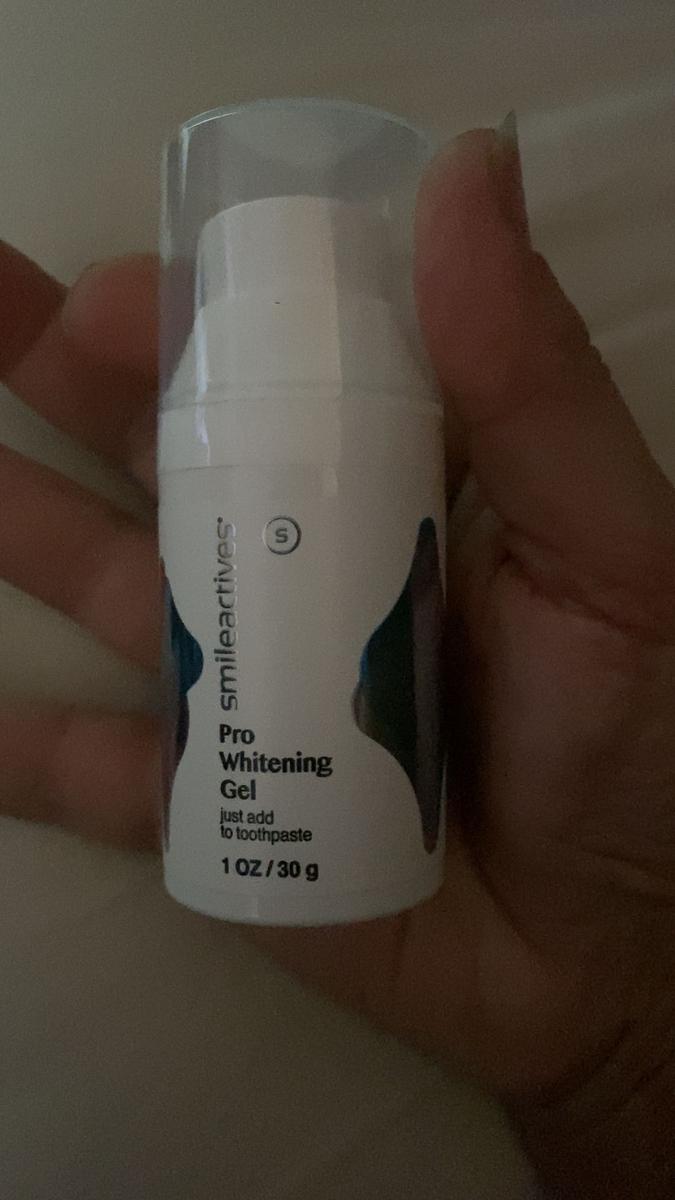 S
smileactives®
Pro
Whitening
Gel
just add
to toothpaste
1 OZ / 30 g